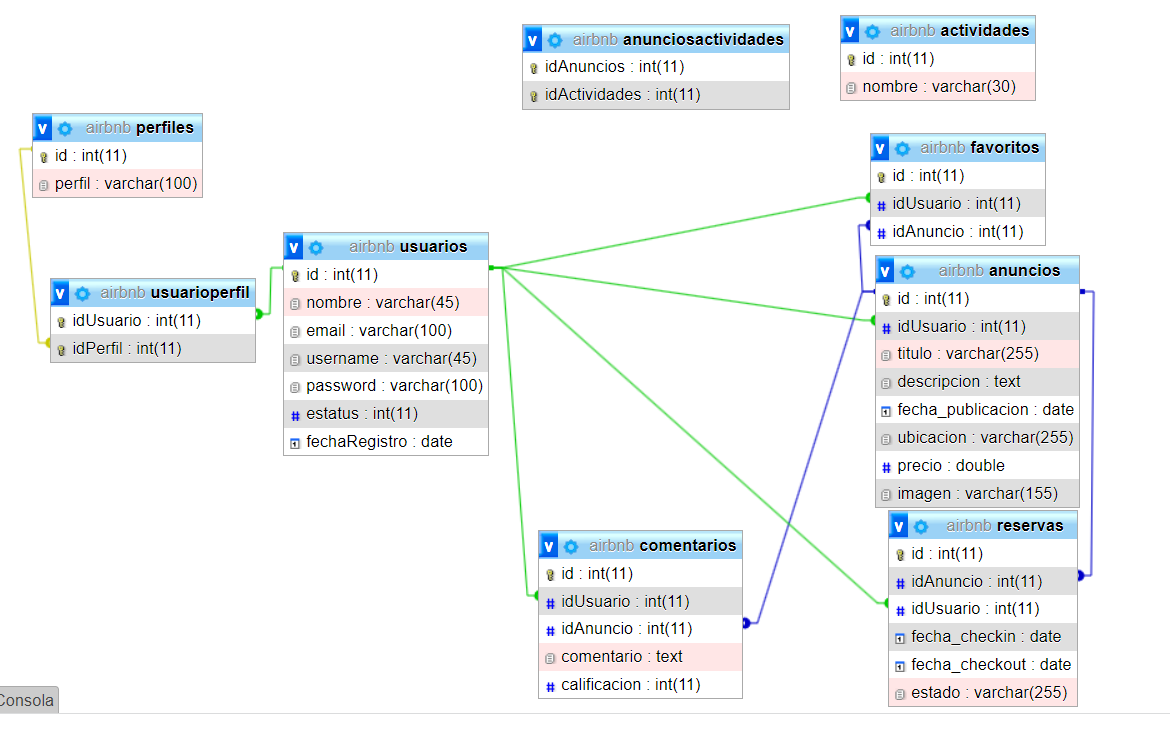 v airbnb anunciosactividades
idAnuncios : int(11)
idActividades : int(11)
v airbnb actividades
id : int(11)
nombre : varchar(30)
v airbnb perfiles
id : int(11)
perfil : varchar(100)
v airbnb favoritos
id : int(11)
# idUsuario : int(11)
# idAnuncio : int(11)
v airbnb usuarios
id : int(11)
nombre : varchar(45)
email : varchar(100)
username : varchar(45)
password : varchar(100)
# estatus : int(11)
fechaRegistro : date
v airbnb usuarioperfil
idUsuario : int(11)
idPerfil : int(11)
v airbnb anuncios
id : int(11)
# idUsuario : int(11)
titulo : varchar(255)
descripcion : text
fecha_publicacion : date
ubicacion : varchar(255)
# precio : double
imagen : varchar(155)
v airbnb reservas
id : int(11)
# idAnuncio : int(11)
# idUsuario : int(11)
fecha_checkin : date
fecha_checkout : date
estado : varchar(255)
v airbnb comentarios
id : int(11)
# idUsuario : int(11)
# idAnuncio : int(11)
comentario : text
# calificacion : int(11)
Consola